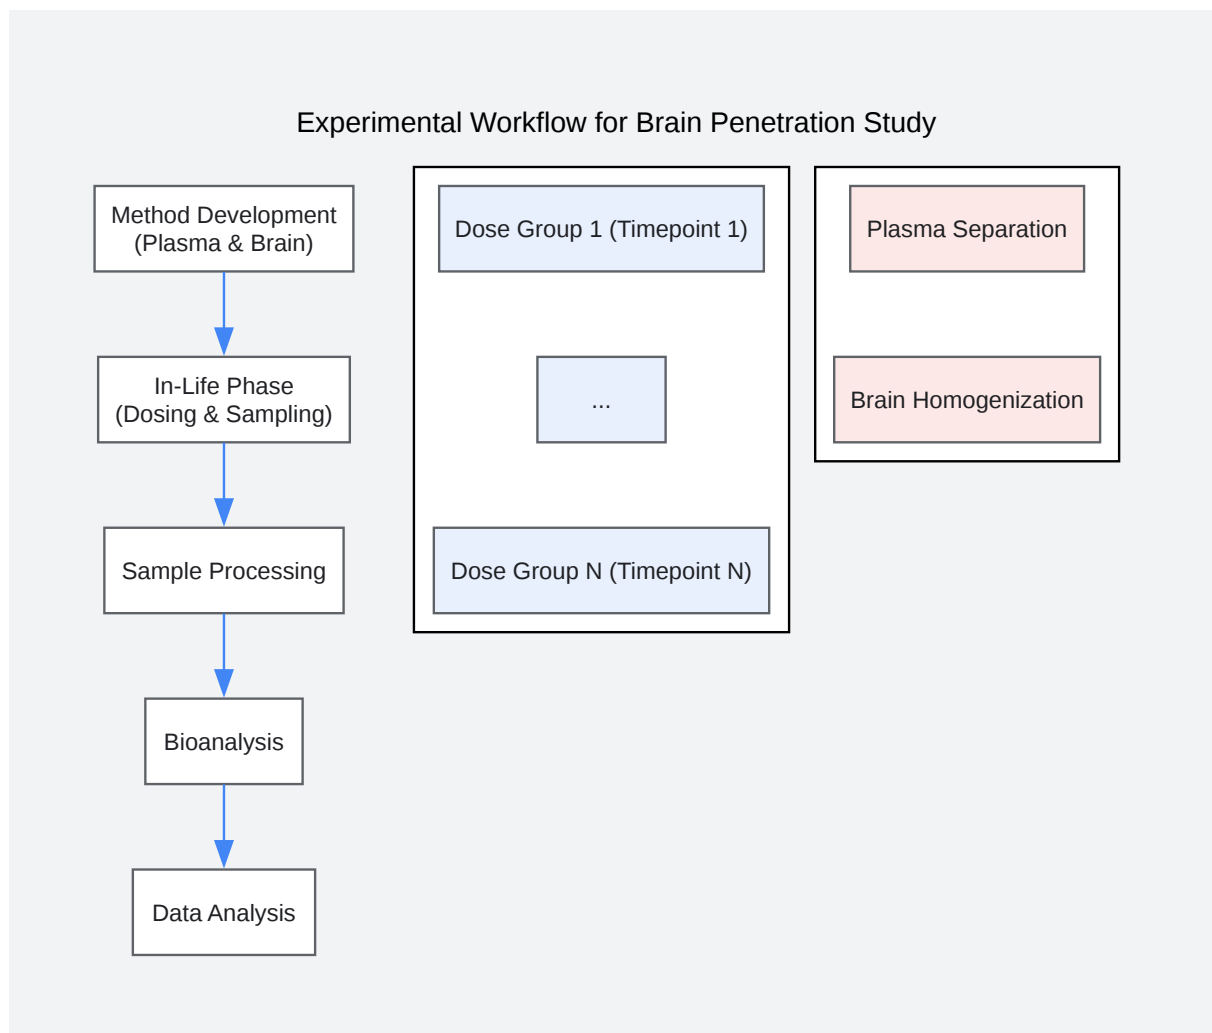 Experimental Workflow for Brain Penetration Study
Method Development
(Plasma & Brain)
In-Life Phase
(Dosing & Sampling)
Sample Processing
Bioanalysis
Data Analysis
Dose Group 1 (Timepoint 1)
...
Dose Group N (Timepoint N)
Plasma Separation
Brain Homogenization